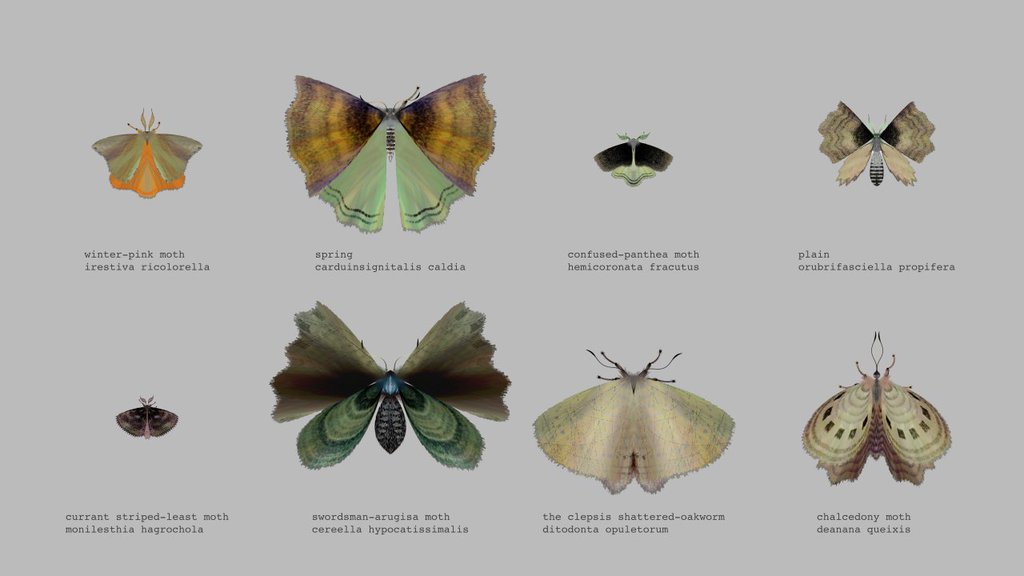 winter-pink moth
irestiva ricolorella
spring
carduinsignitalis caldia
confused-panthea moth
hemicoronata fracutus
plain
orubrifasciella propifera
currant striped-least moth
monilesthia hagrochola
swordsman-arugisa moth
cereella hypocatissimalis
the clepsis shattered-oakworm
ditodonta opuletorum
chalcedony moth
deanana queixis